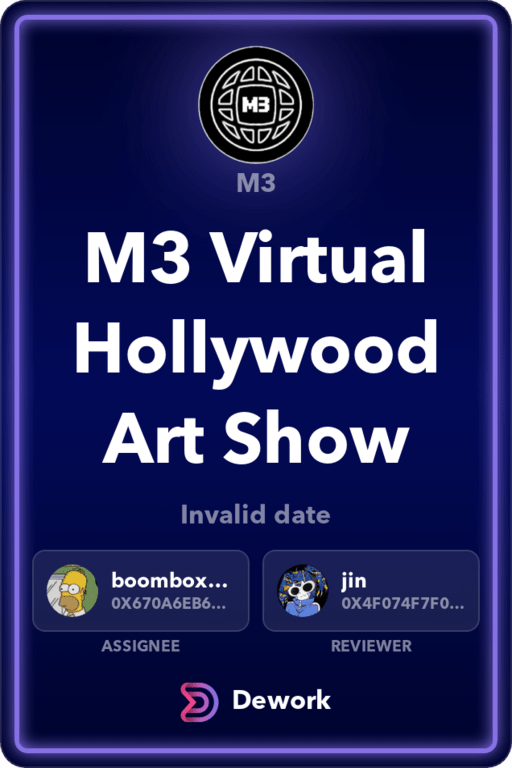 M3
M3
M3 Virtual
Hollywood
Art Show
Invalid date
boombox...
0X670A6EB6...
ASSIGNEE
jin
0X4F074F7F0...
REVIEWER
Dework